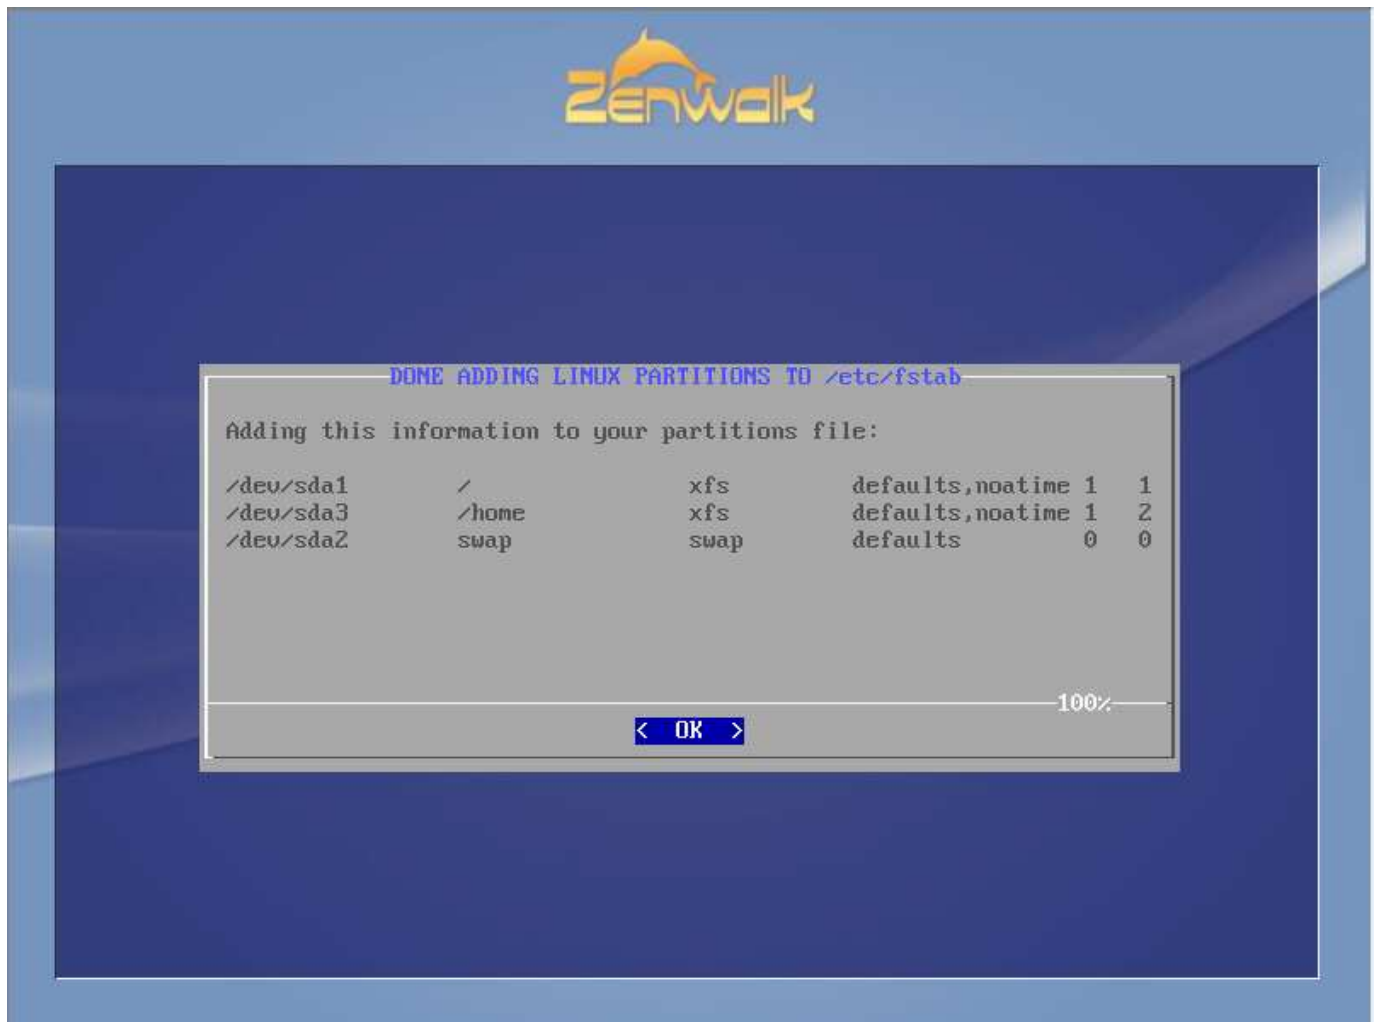 Zenwalk
DONE ADDING LINUX PARTITIONS TO /etc/fstab
Adding this information to your partitions file:
/dev/sda1 / xfs defaults,noatime 1 1
/dev/sda3 /home xfs defaults,noatime 1 2
/dev/sda2 swap swap defaults 0 0
100%
< OK >